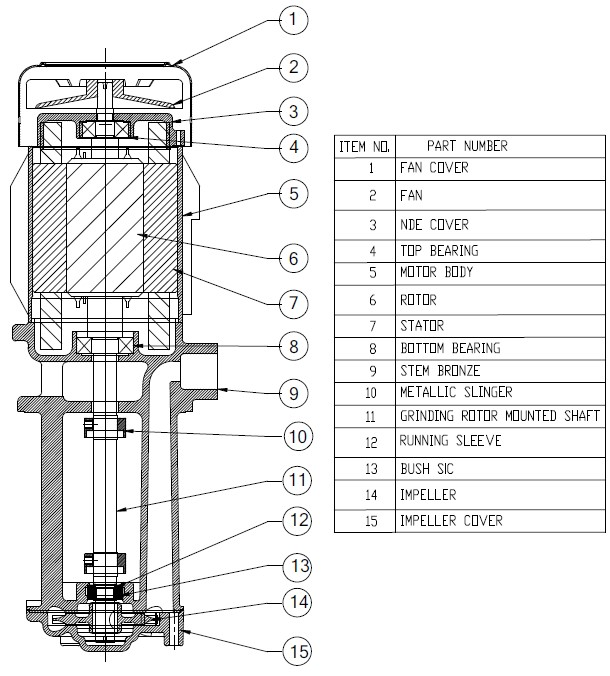 1
2
3
4
5
6
7
8
9
10
11
12
13
14
15
ITEM NO. PART NUMBER
1 FAN COVER
2 FAN
3 NDE COVER
4 TOP BEARING
5 MOTOR BODY
6 ROTOR
7 STATOR
8 BOTTOM BEARING
9 STEM BRONZE
10 METALLIC SLINGER
11 GRINDING ROTOR MOUNTED SHAFT
12 RUNNING SLEEVE
13 BUSH SIC
14 IMPELLER
15 IMPELLER COVER